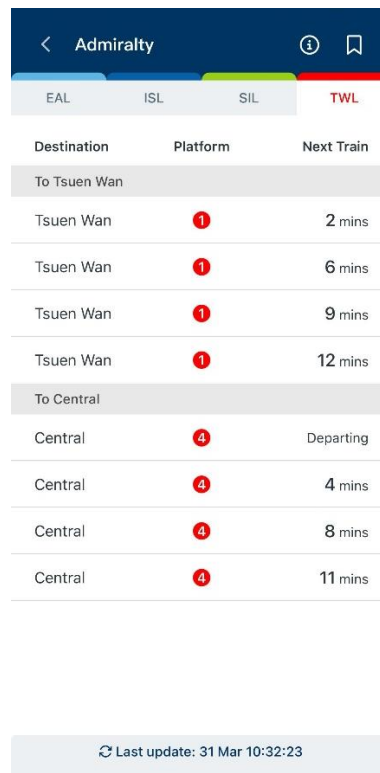 Admiralty
EAL ISL SIL TWL
Destination Platform Next Train
To Tsuen Wan
Tsuen Wan 1 2 mins
Tsuen Wan 1 6 mins
Tsuen Wan 1 9 mins
Tsuen Wan 1 12 mins
To Central
Central 4 Departing
Central 4 4 mins
Central 4 8 mins
Central 4 11 mins
Last update: 31 Mar 10:32:23